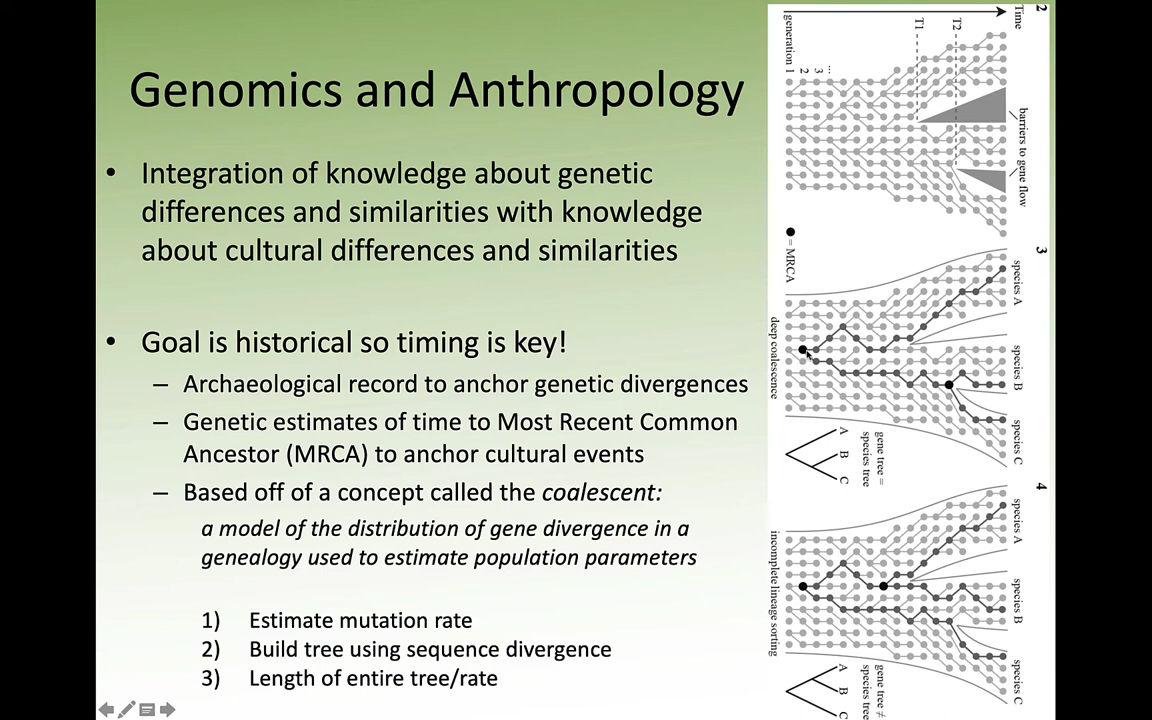 Genomics and Anthropology
• Integration of knowledge about genetic
differences and similarities with knowledge
about cultural differences and similarities
• Goal is historical so timing is key!
– Archaeological record to anchor genetic divergences
– Genetic estimates of time to Most Recent Common
Ancestor (MRCA) to anchor cultural events
– Based off of a concept called the coalescent:
a model of the distribution of gene divergence in a
genealogy used to estimate population parameters
1) Estimate mutation rate
2) Build tree using sequence divergence
3) Length of entire tree/rate
2
Time
T2
T1
generation 1
2
3
...
barriers to gene flow
= MRCA
3
species A
species B
species C
deep coalescence
A
B
C
gene tree =
species tree
4
species A
species B
species C
incomplete lineage sorting
A
B
C
gene tree ≠
species tree